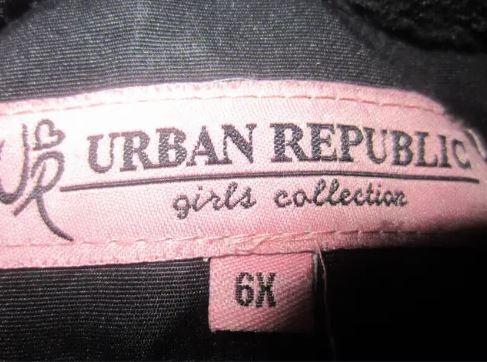 UR
URBAN REPUBLIC
girls collection
6X